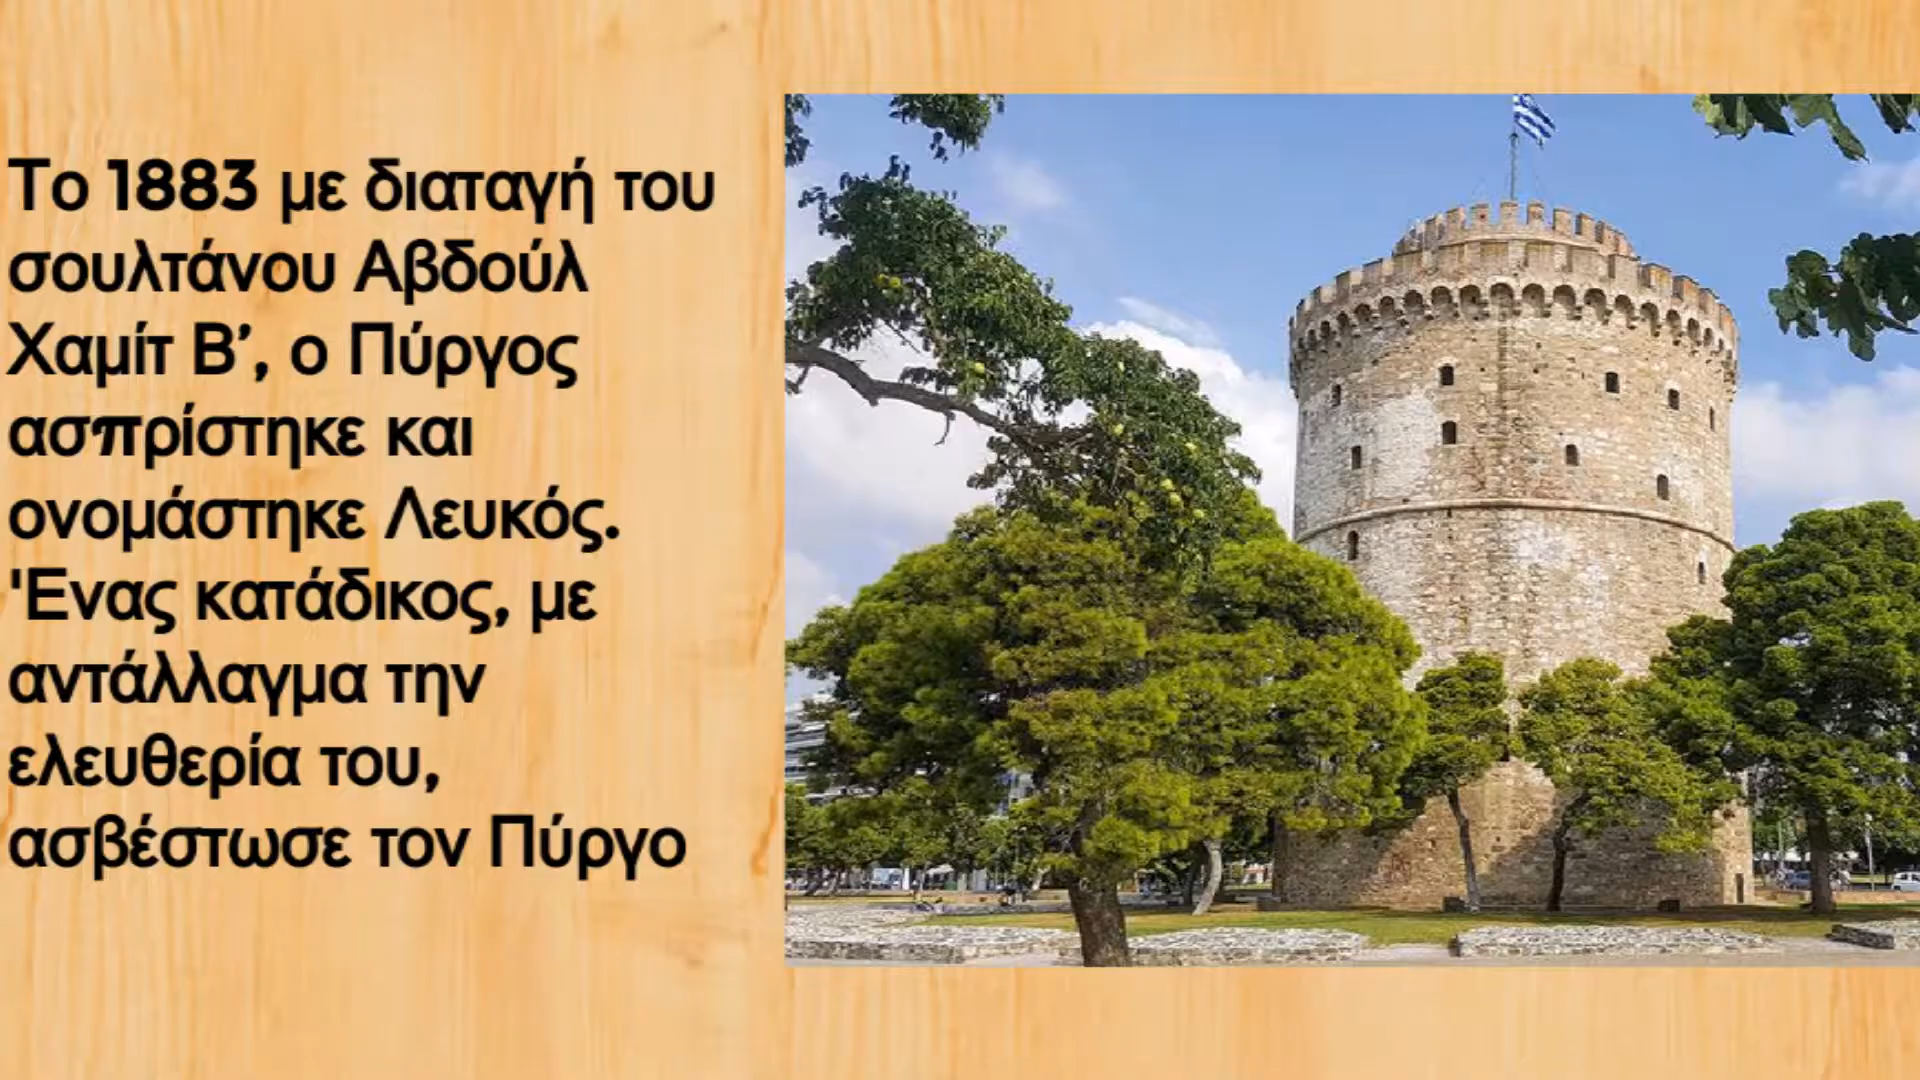 Το 1883 με διαταγή του
σουλτάνου Αβδούλ
Χαμίτ Β’, ο Πύργος
ασπρίστηκε και
ονομάστηκε Λευκός.
'Ενας κατάδικος, με
αντάλλαγμα την
ελευθερία του,
ασβέστωσε τον Πύργο